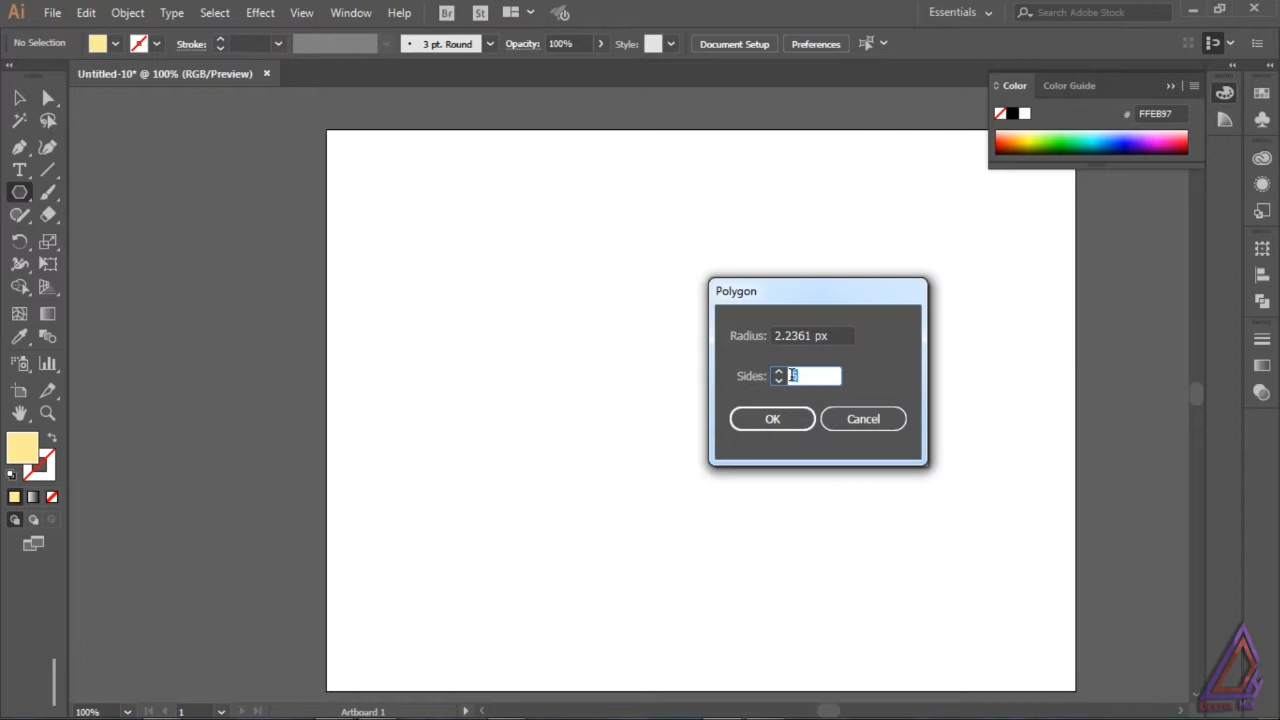 Ai File Edit Object Type Select Effect View Window Help Br St Essentials Search Adobe Stock
No Selection Stroke: 3 pt. Round Opacity: 100% Style: Document Setup Preferences
Untitled-10* @ 100% (RGB/Preview)
Color Color Guide
# FFEB97
Polygon
Radius: 2.2361 px
Sides:
OK Cancel
100% 1 Artboard 1